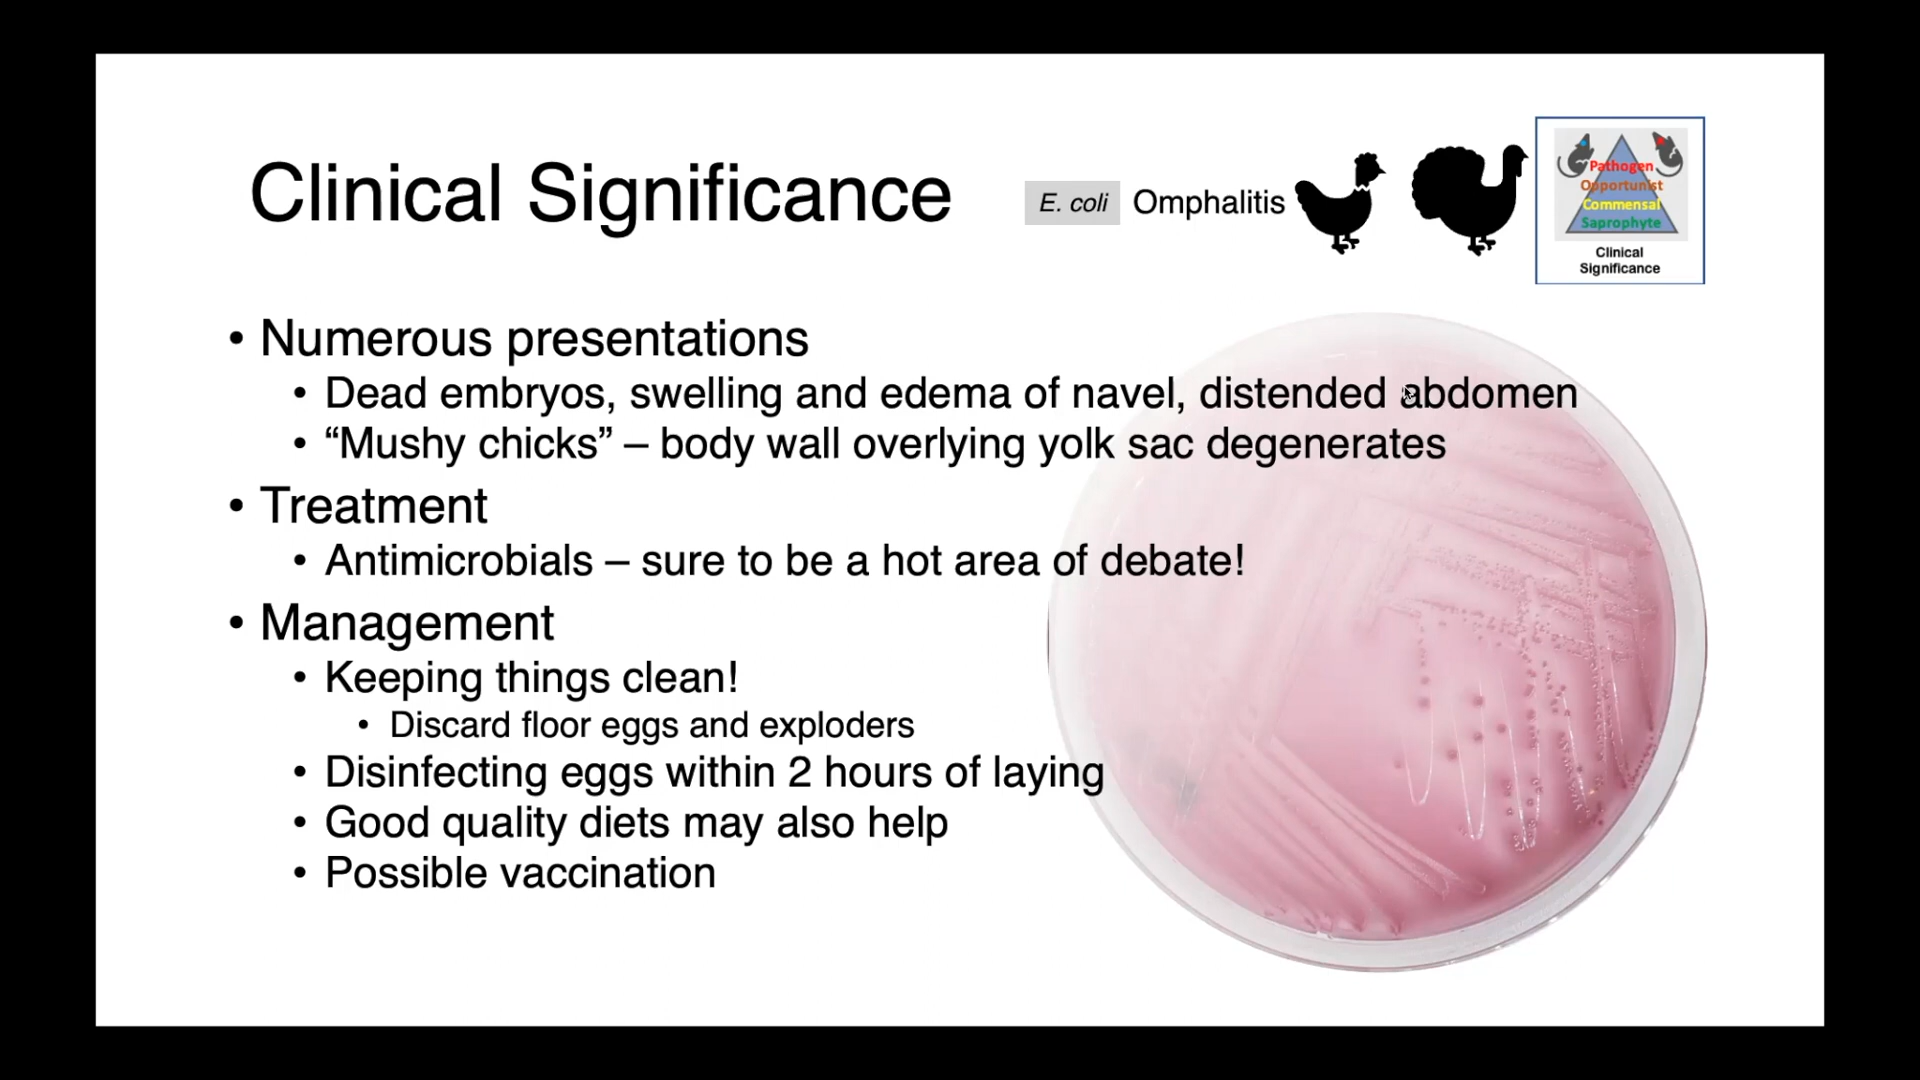 Clinical Significance
E. coli Omphalitis
Pathogen
Opportunist
Commensal
Saprophyte
Clinical
Significance
• Numerous presentations
• Dead embryos, swelling and edema of navel, distended abdomen
• “Mushy chicks” – body wall overlying yolk sac degenerates
• Treatment
• Antimicrobials – sure to be a hot area of debate!
• Management
• Keeping things clean!
• Discard floor eggs and exploders
• Disinfecting eggs within 2 hours of laying
• Good quality diets may also help
• Possible vaccination